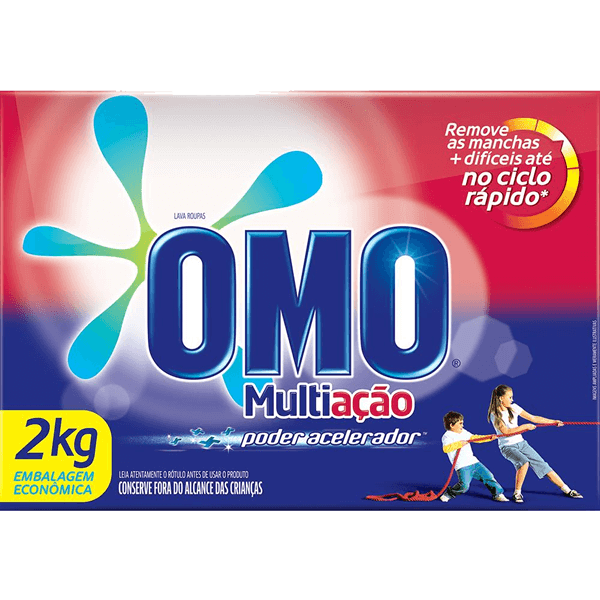 Remove
as manchas
+ difíceis até
no ciclo
rápido*
LAVA ROUPAS
OMO®
Multiação
poder acelerador™
2kg
EMBALAGEM
ECONÔMICA
LEIA ATENTAMENTE O RÓTULO ANTES DE USAR O PRODUTO
CONSERVE FORA DO ALCANCE DAS CRIANÇAS